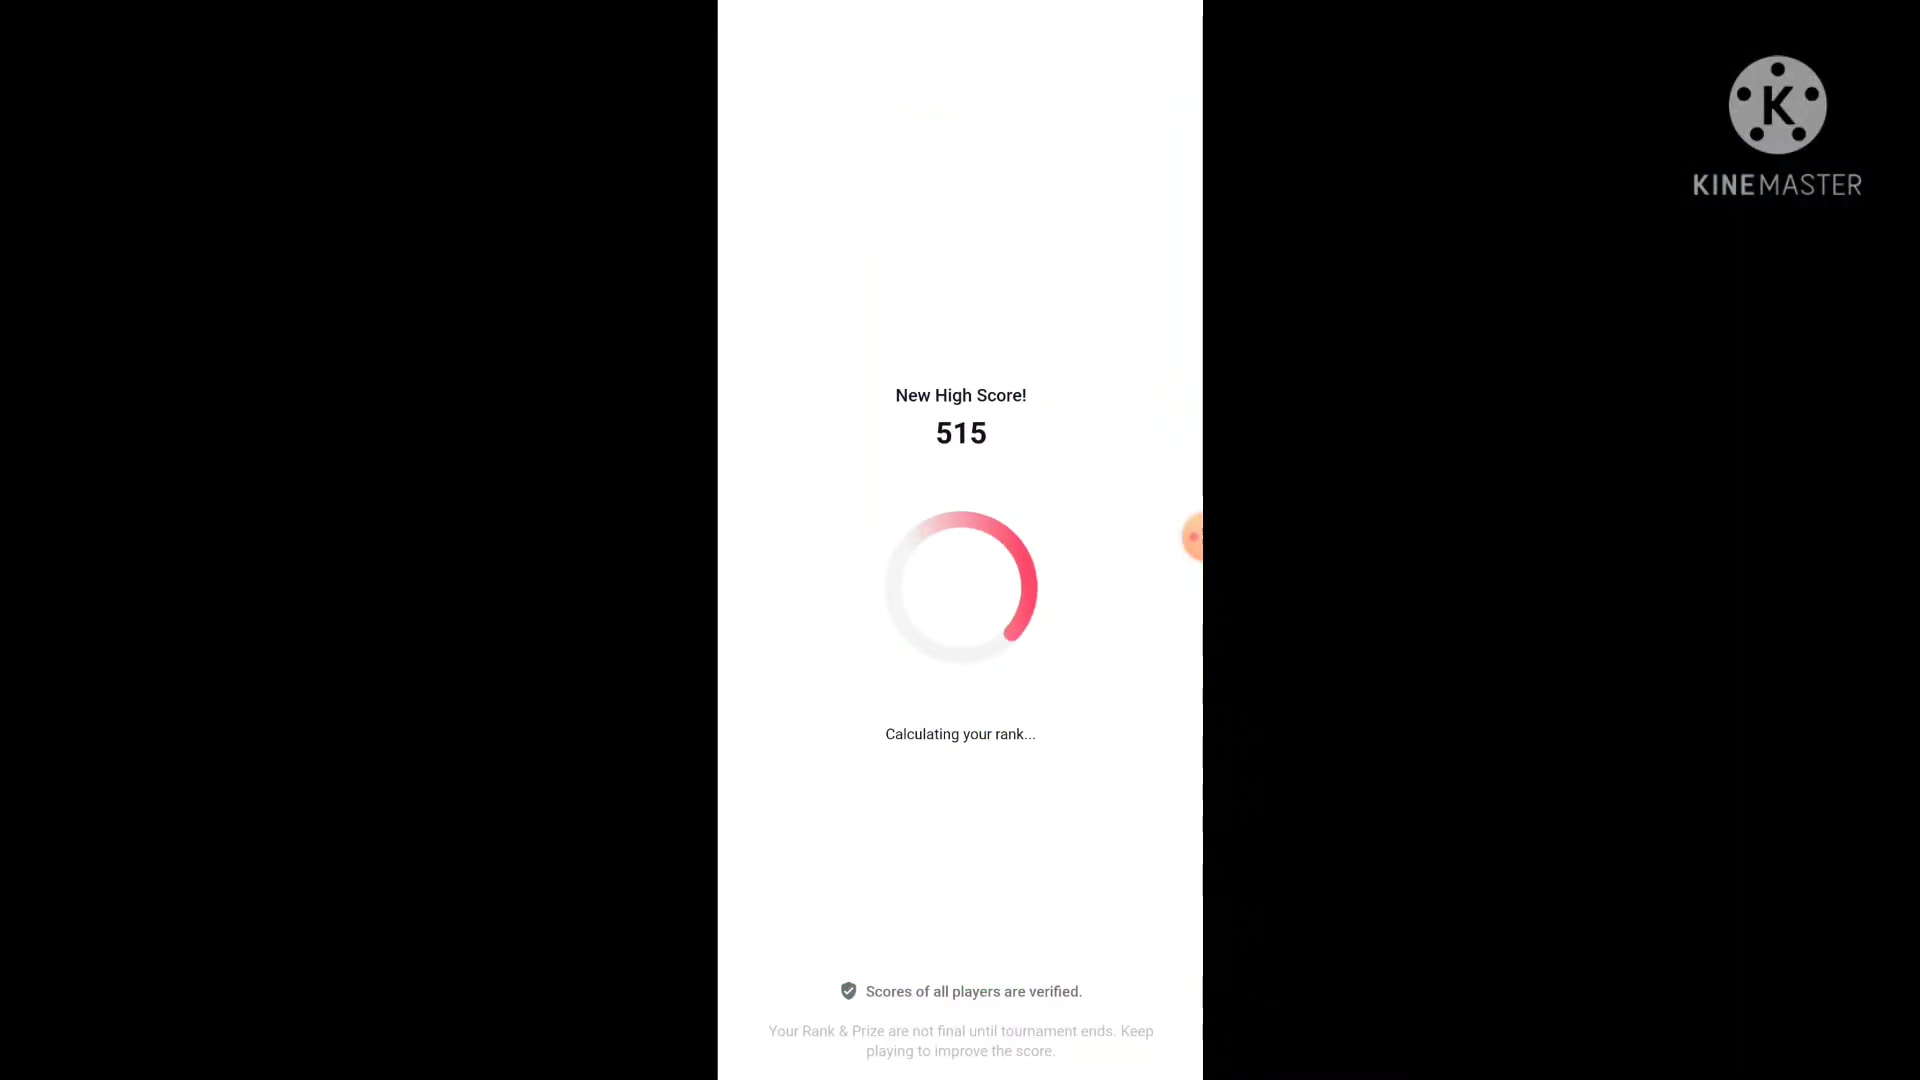 K
KINEMASTER
New High Score!
515
Calculating your rank...
Scores of all players are verified.
Your Rank & Prize are not final until tournament ends. Keep
playing to improve the score.